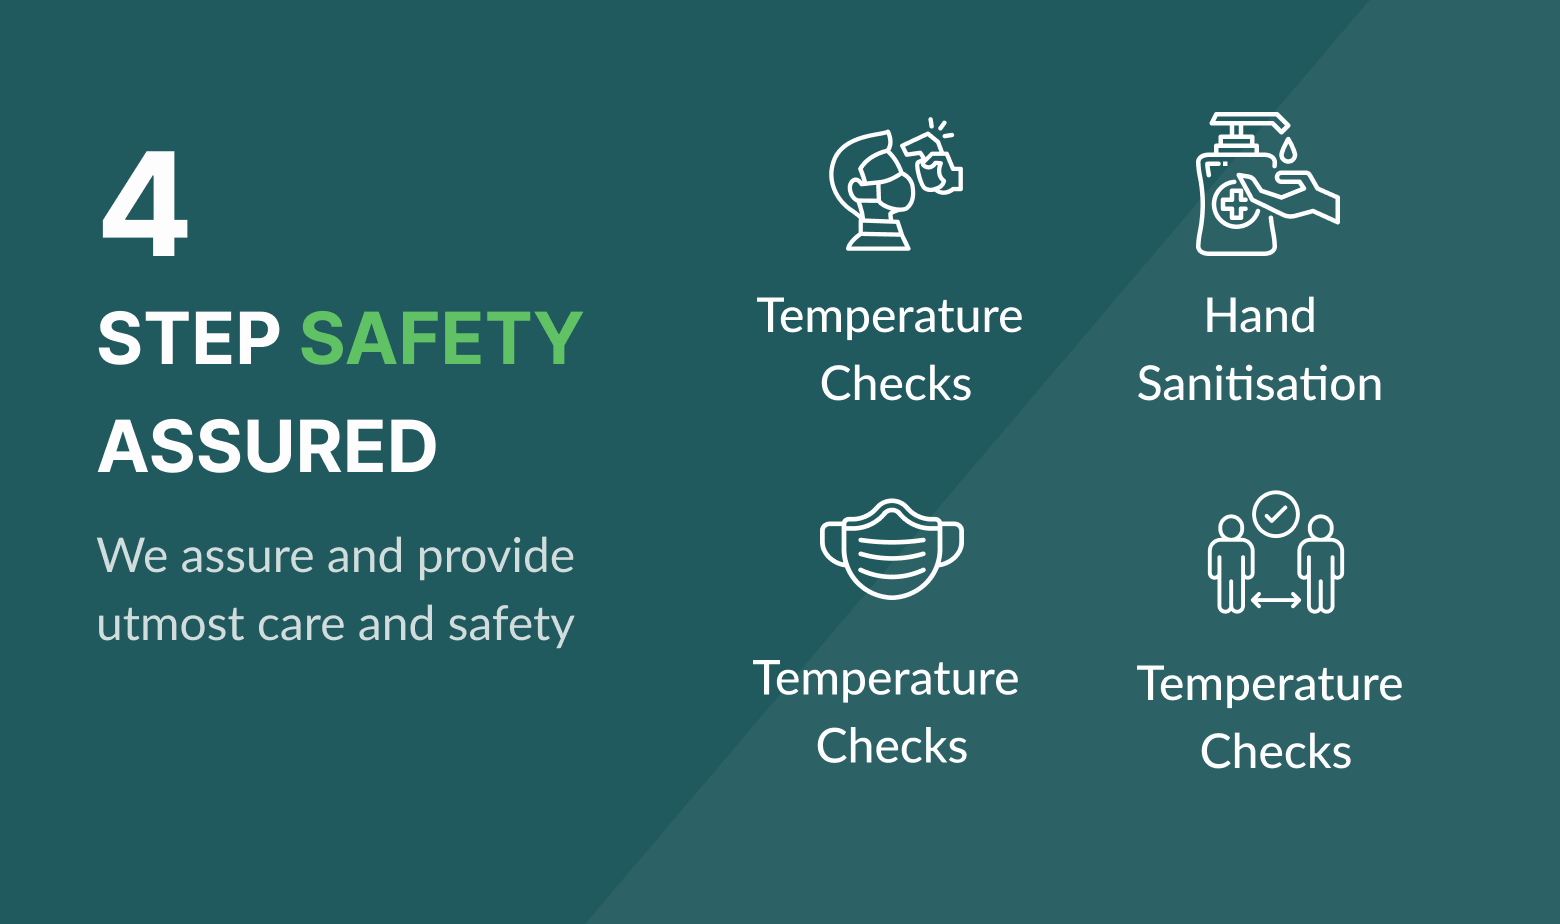 4
STEP SAFETY
ASSURED
We assure and provide
utmost care and safety
Temperature
Checks
Hand
Sanitisation
Temperature
Checks
Temperature
Checks